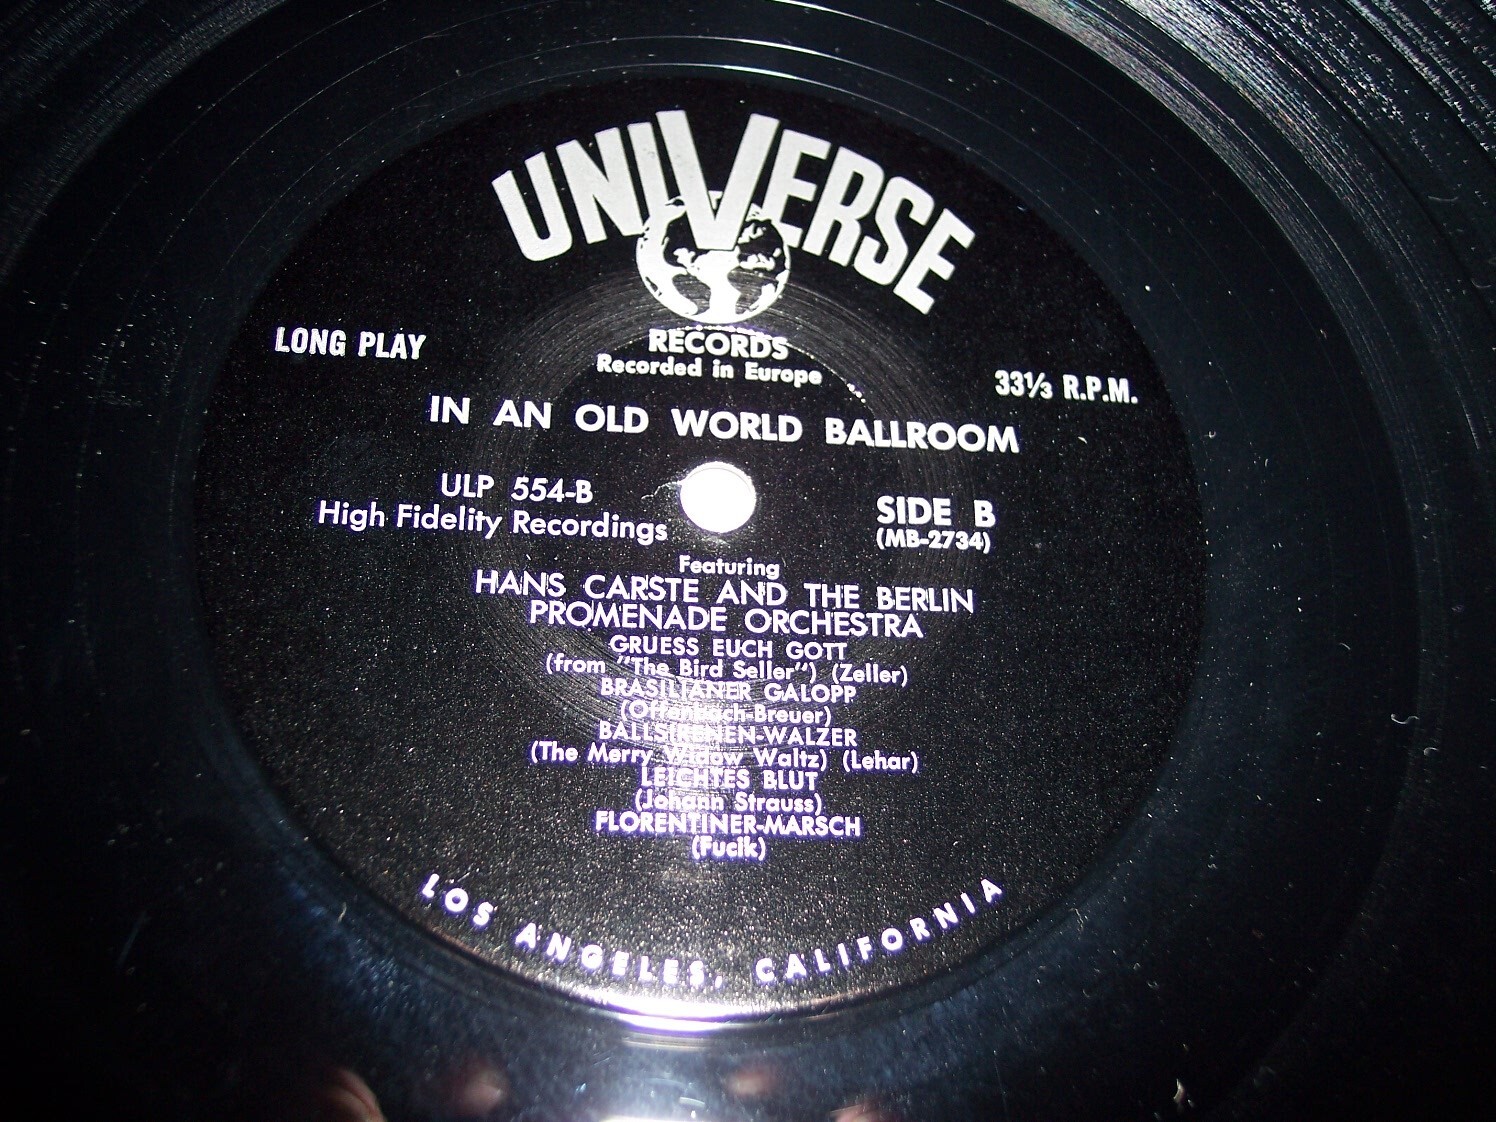 UNIVERSE
RECORDS
Recorded in Europe
LONG PLAY
33⅓ R.P.M.
IN AN OLD WORLD BALLROOM
ULP 554-B
High Fidelity Recordings
SIDE B
(MB-2734)
Featuring
HANS CARSTE AND THE BERLIN
PROMENADE ORCHESTRA
GRUESS EUCH GOTT
(from "The Bird Seller") (Zeller)
BRASILIANER GALOPP
(Offenbach-Breuer)
BALLSIRENEN-WALZER
(The Merry Widow Waltz) (Lehar)
LEICHTES BLUT
(Johann Strauss)
FLORENTINER-MARSCH
(Fucik)
LOS ANGELES, CALIFORNIA